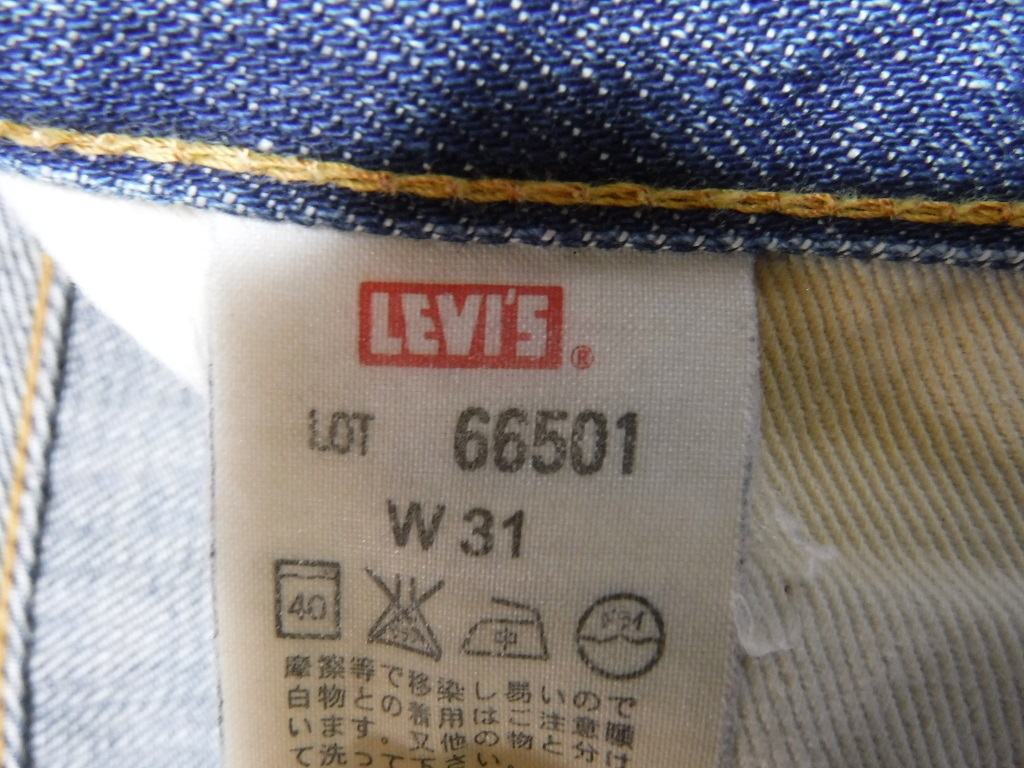 LEVI'S®
LOT 66501
W 31
40 中 ドライ
摩擦等で移染し易いので
白物との着用はご注意願
います。又他の物と分け
て洗って下さい。